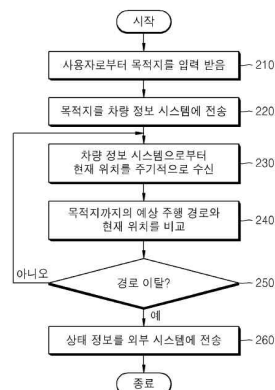 시작
사용자로부터 목적지를 입력 받음
210
목적지를 차량 정보 시스템에 전송
220
차량 정보 시스템으로부터
현재 위치를 주기적으로 수신
230
목적지까지의 예상 주행 경로와
현재 위치를 비교
240
아니오
경로 이탈?
250
예
상태 정보를 외부 시스템에 전송
260
종료